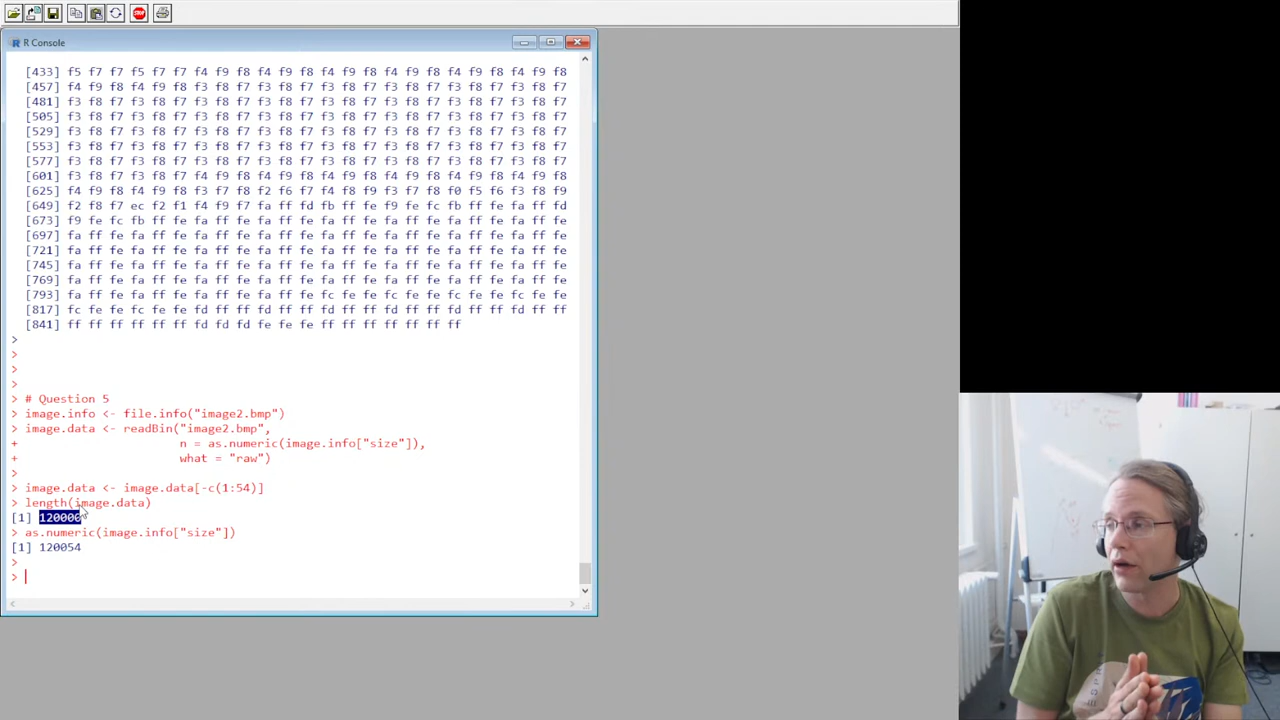 R Console
[433] f5 f7 f7 f5 f7 f7 f4 f9 f8 f4 f9 f8 f4 f9 f8 f4 f9 f8 f4 f9 f8 f4 f9 f8
[457] f4 f9 f8 f4 f9 f8 f3 f8 f7 f3 f8 f7 f3 f8 f7 f3 f8 f7 f3 f8 f7 f3 f8 f7
[481] f3 f8 f7 f3 f8 f7 f3 f8 f7 f3 f8 f7 f3 f8 f7 f3 f8 f7 f3 f8 f7 f3 f8 f7
[505] f3 f8 f7 f3 f8 f7 f3 f8 f7 f3 f8 f7 f3 f8 f7 f3 f8 f7 f3 f8 f7 f3 f8 f7
[529] f3 f8 f7 f3 f8 f7 f3 f8 f7 f3 f8 f7 f3 f8 f7 f3 f8 f7 f3 f8 f7 f3 f8 f7
[553] f3 f8 f7 f3 f8 f7 f3 f8 f7 f3 f8 f7 f3 f8 f7 f3 f8 f7 f3 f8 f7 f3 f8 f7
[577] f3 f8 f7 f3 f8 f7 f3 f8 f7 f3 f8 f7 f3 f8 f7 f3 f8 f7 f3 f8 f7 f3 f8 f7
[601] f3 f8 f7 f3 f8 f7 f4 f9 f8 f4 f9 f8 f4 f9 f8 f4 f9 f8 f4 f9 f8 f4 f9 f8
[625] f4 f9 f8 f4 f9 f8 f3 f7 f8 f2 f6 f7 f4 f8 f9 f3 f7 f8 f0 f5 f6 f3 f8 f9
[649] f2 f8 f7 ec f2 f1 f4 f9 f7 fa ff fd fb ff fe f9 fe fc fb ff fe fa ff fd
[673] f9 fe fc fb ff fe fa ff fe fa ff fe fa ff fe fa ff fe fa ff fe fa ff fe
[697] fa ff fe fa ff fe fa ff fe fa ff fe fa ff fe fa ff fe fa ff fe fa ff fe
[721] fa ff fe fa ff fe fa ff fe fa ff fe fa ff fe fa ff fe fa ff fe fa ff fe
[745] fa ff fe fa ff fe fa ff fe fa ff fe fa ff fe fa ff fe fa ff fe fa ff fe
[769] fa ff fe fa ff fe fa ff fe fa ff fe fa ff fe fa ff fe fa ff fe fa ff fe
[793] fa ff fe fa ff fe fa ff fe fa ff fe fc fe fe fc fe fe fc fe fe fc fe fe
[817] fc fe fe fc fe fe fd ff ff fd ff ff fd ff ff fd ff ff fd ff ff fd ff ff
[841] ff ff ff ff ff ff fd fd fd fe fe fe ff ff ff ff ff ff ff
>
>
>
>
> # Question 5
> image.info <- file.info("image2.bmp")
> image.data <- readBin("image2.bmp",
+ n = as.numeric(image.info["size"]),
+ what = "raw")
>
> image.data <- image.data[-c(1:54)]
> length(image.data)
[1] 120000
> as.numeric(image.info["size"])
[1] 120054
>
>
STOP